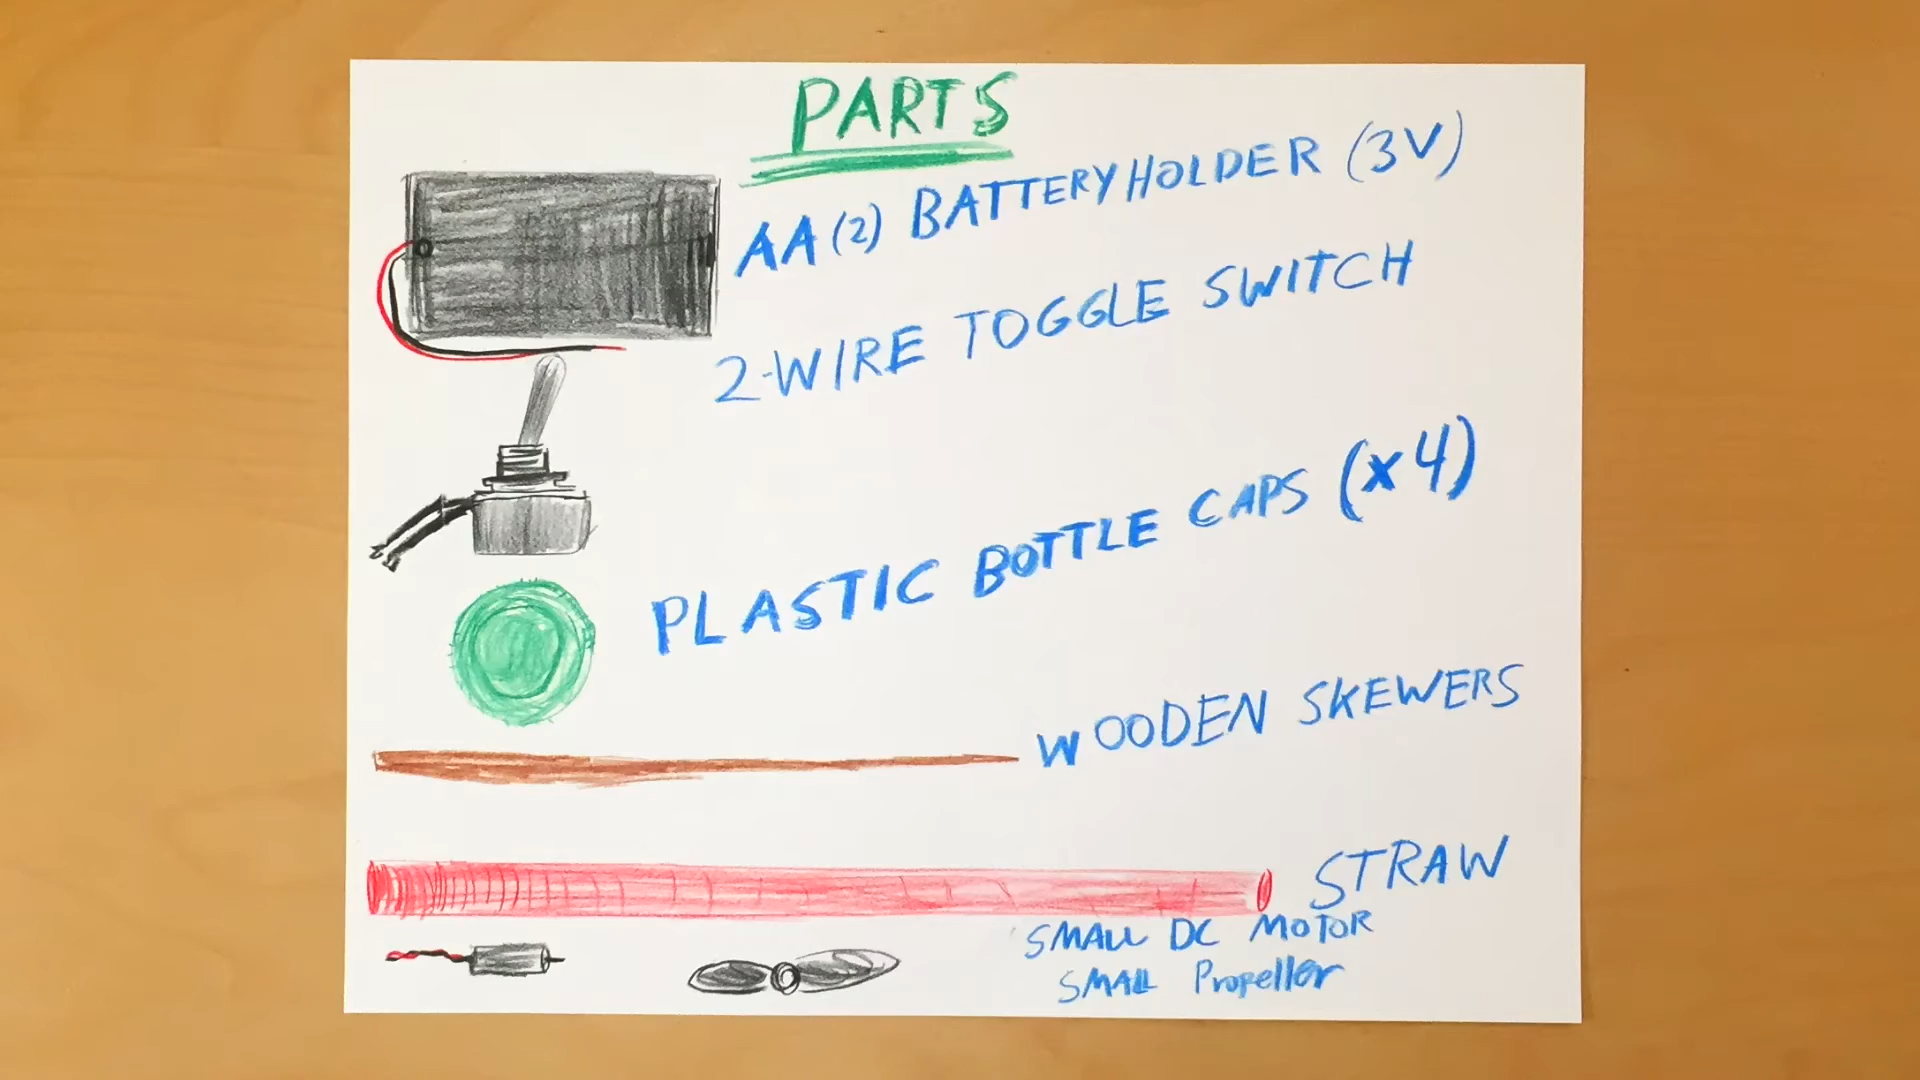 PARTS
AA (2) BATTERY HOLDER (3V)
2-WIRE TOGGLE SWITCH
PLASTIC BOTTLE CAPS (x4)
WOODEN SKEWERS
STRAW
SMALL DC MOTOR
SMALL Propeller